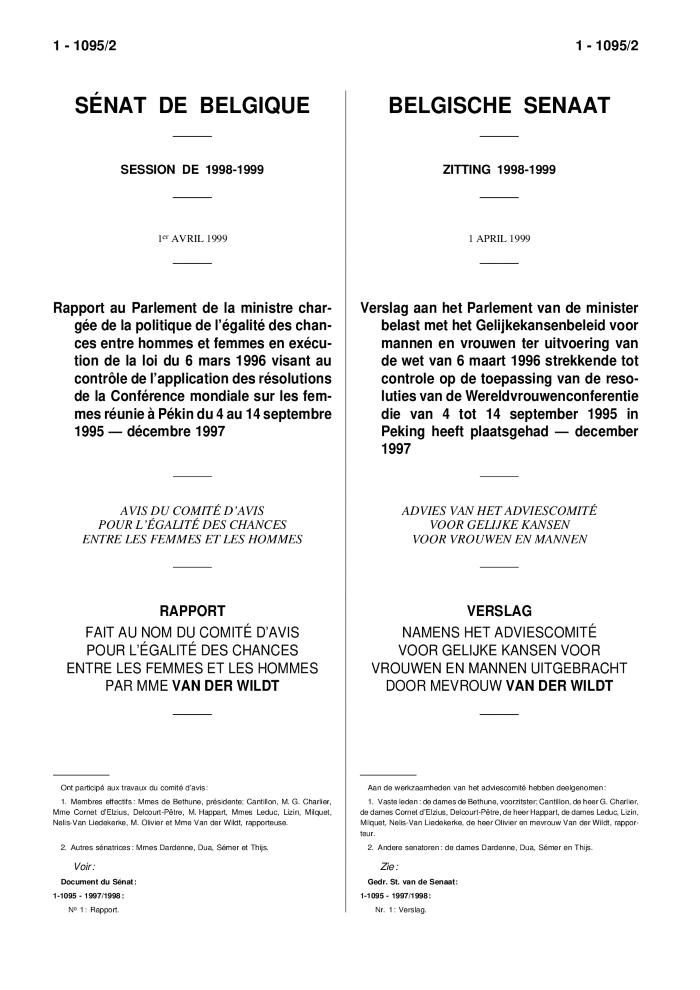 1 - 1095/2
1 - 1095/2
SÉNAT DE BELGIQUE
SESSION DE 1998-1999
1er AVRIL 1999
Rapport au Parlement de la ministre char-
gée de la politique de l'égalité des chan-
ces entre hommes et femmes en exécu-
tion de la loi du 6 mars 1996 visant au
contrôle de l'application des résolutions
de la Conférence mondiale sur les fem-
mes réunie à Pékin du 4 au 14 septembre
1995 — décembre 1997
AVIS DU COMITÉ D'AVIS
POUR L'ÉGALITÉ DES CHANCES
ENTRE LES FEMMES ET LES HOMMES
RAPPORT
FAIT AU NOM DU COMITÉ D'AVIS
POUR L'ÉGALITÉ DES CHANCES
ENTRE LES FEMMES ET LES HOMMES
PAR MME VAN DER WILDT
Ont participé aux travaux du comité d'avis:
1. Membres effectifs : Mmes de Bethune, présidente; Cantillon, M. G. Charlier,
Mme Cornet d'Elzius, Delcourt-Pêtre, M. Happart, Mmes Leduc, Lizin, Milquet,
Nelis-Van Liedekerke, M. Olivier et Mme Van der Wildt, rapporteuse.
2. Autres sénatrices : Mmes Dardenne, Dua, Sémer et Thijs.
Voir :
Document du Sénat :
1-1095 - 1997/1998 :
No 1 : Rapport.
BELGISCHE SENAAT
ZITTING 1998-1999
1 APRIL 1999
Verslag aan het Parlement van de minister
belast met het Gelijkekansenbeleid voor
mannen en vrouwen ter uitvoering van
de wet van 6 maart 1996 strekkende tot
controle op de toepassing van de reso-
luties van de Wereldvrouwenconferentie
die van 4 tot 14 september 1995 in
Peking heeft plaatsgehad — december
1997
ADVIES VAN HET ADVIESCOMITÉ
VOOR GELIJKE KANSEN
VOOR VROUWEN EN MANNEN
VERSLAG
NAMENS HET ADVIESCOMITÉ
VOOR GELIJKE KANSEN VOOR
VROUWEN EN MANNEN UITGEBRACHT
DOOR MEVROUW VAN DER WILDT
Aan de werkzaamheden van het adviescomité hebben deelgenomen :
1. Vaste leden : de dames de Bethune, voorzitster; Cantillon, de heer G. Charlier,
de dames Cornet d'Elzius, Delcourt-Pêtre, de heer Happart, de dames Leduc, Lizin,
Milquet, Nelis-Van Liedekerke, de heer Olivier en mevrouw Van der Wildt, rappor-
teur.
2. Andere senatoren : de dames Dardenne, Dua, Sémer en Thijs.
Zie :
Gedr. St. van de Senaat :
1-1095 - 1997/1998 :
Nr. 1 : Verslag.